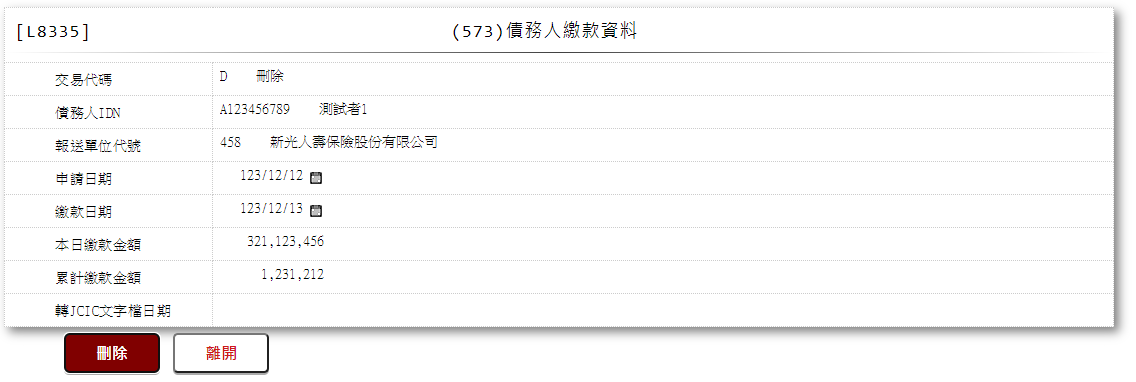 [L8335] (573)債務人繳款資料
交易代碼 D 刪除
債務人IDN A123456789 測試者1
報送單位代號 458 新光人壽保險股份有限公司
申請日期 123/12/12
繳款日期 123/12/13
本日繳款金額 321,123,456
累計繳款金額 1,231,212
轉JCIC文字檔日期
刪除 離開